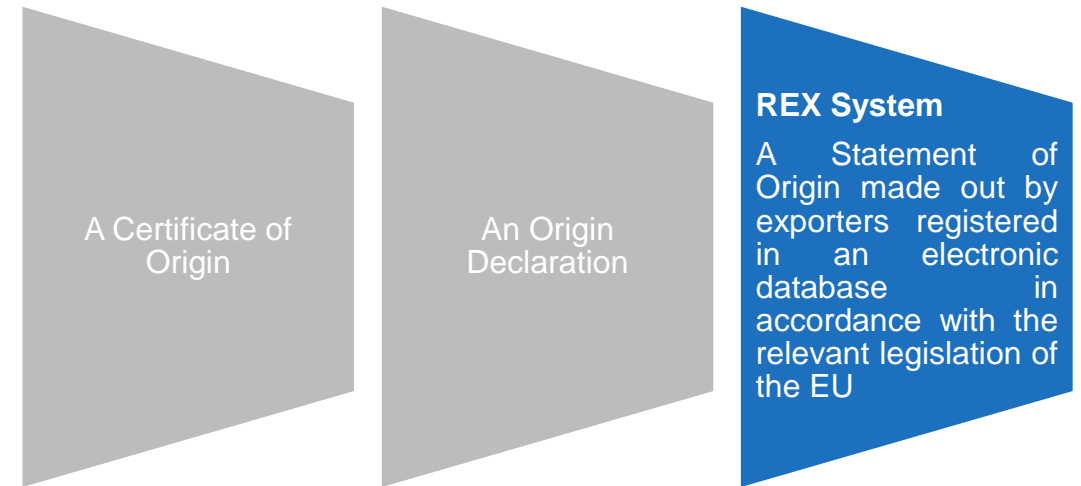 A Certificate of
Origin
An Origin
Declaration
REX System
A Statement of
Origin made out by
exporters registered
in an electronic
database in
accordance with the
relevant legislation of
the EU